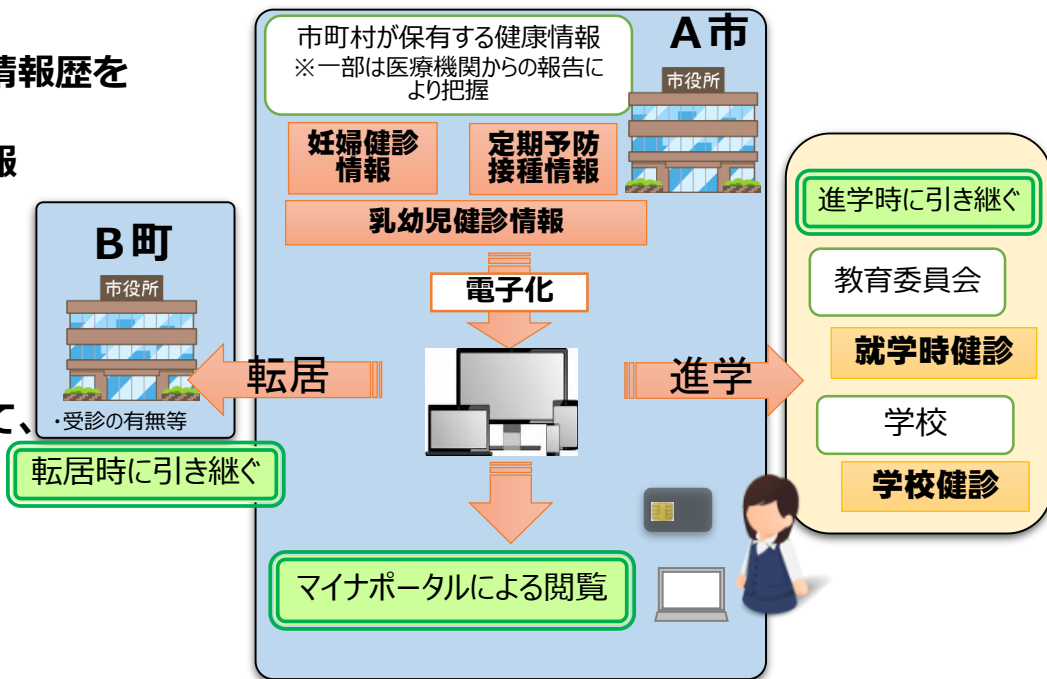 情報歴を
報
て、
A市
市役所
市町村が保有する健康情報
※一部は医療機関からの報告に
より把握
妊婦健診
情報
定期予防
接種情報
乳幼児健診情報
電子化
B町
市役所
・受診の有無等
転居時に引き継ぐ
転居
進学
進学時に引き継ぐ
教育委員会
就学時健診
学校
学校健診
マイナポータルによる閲覧